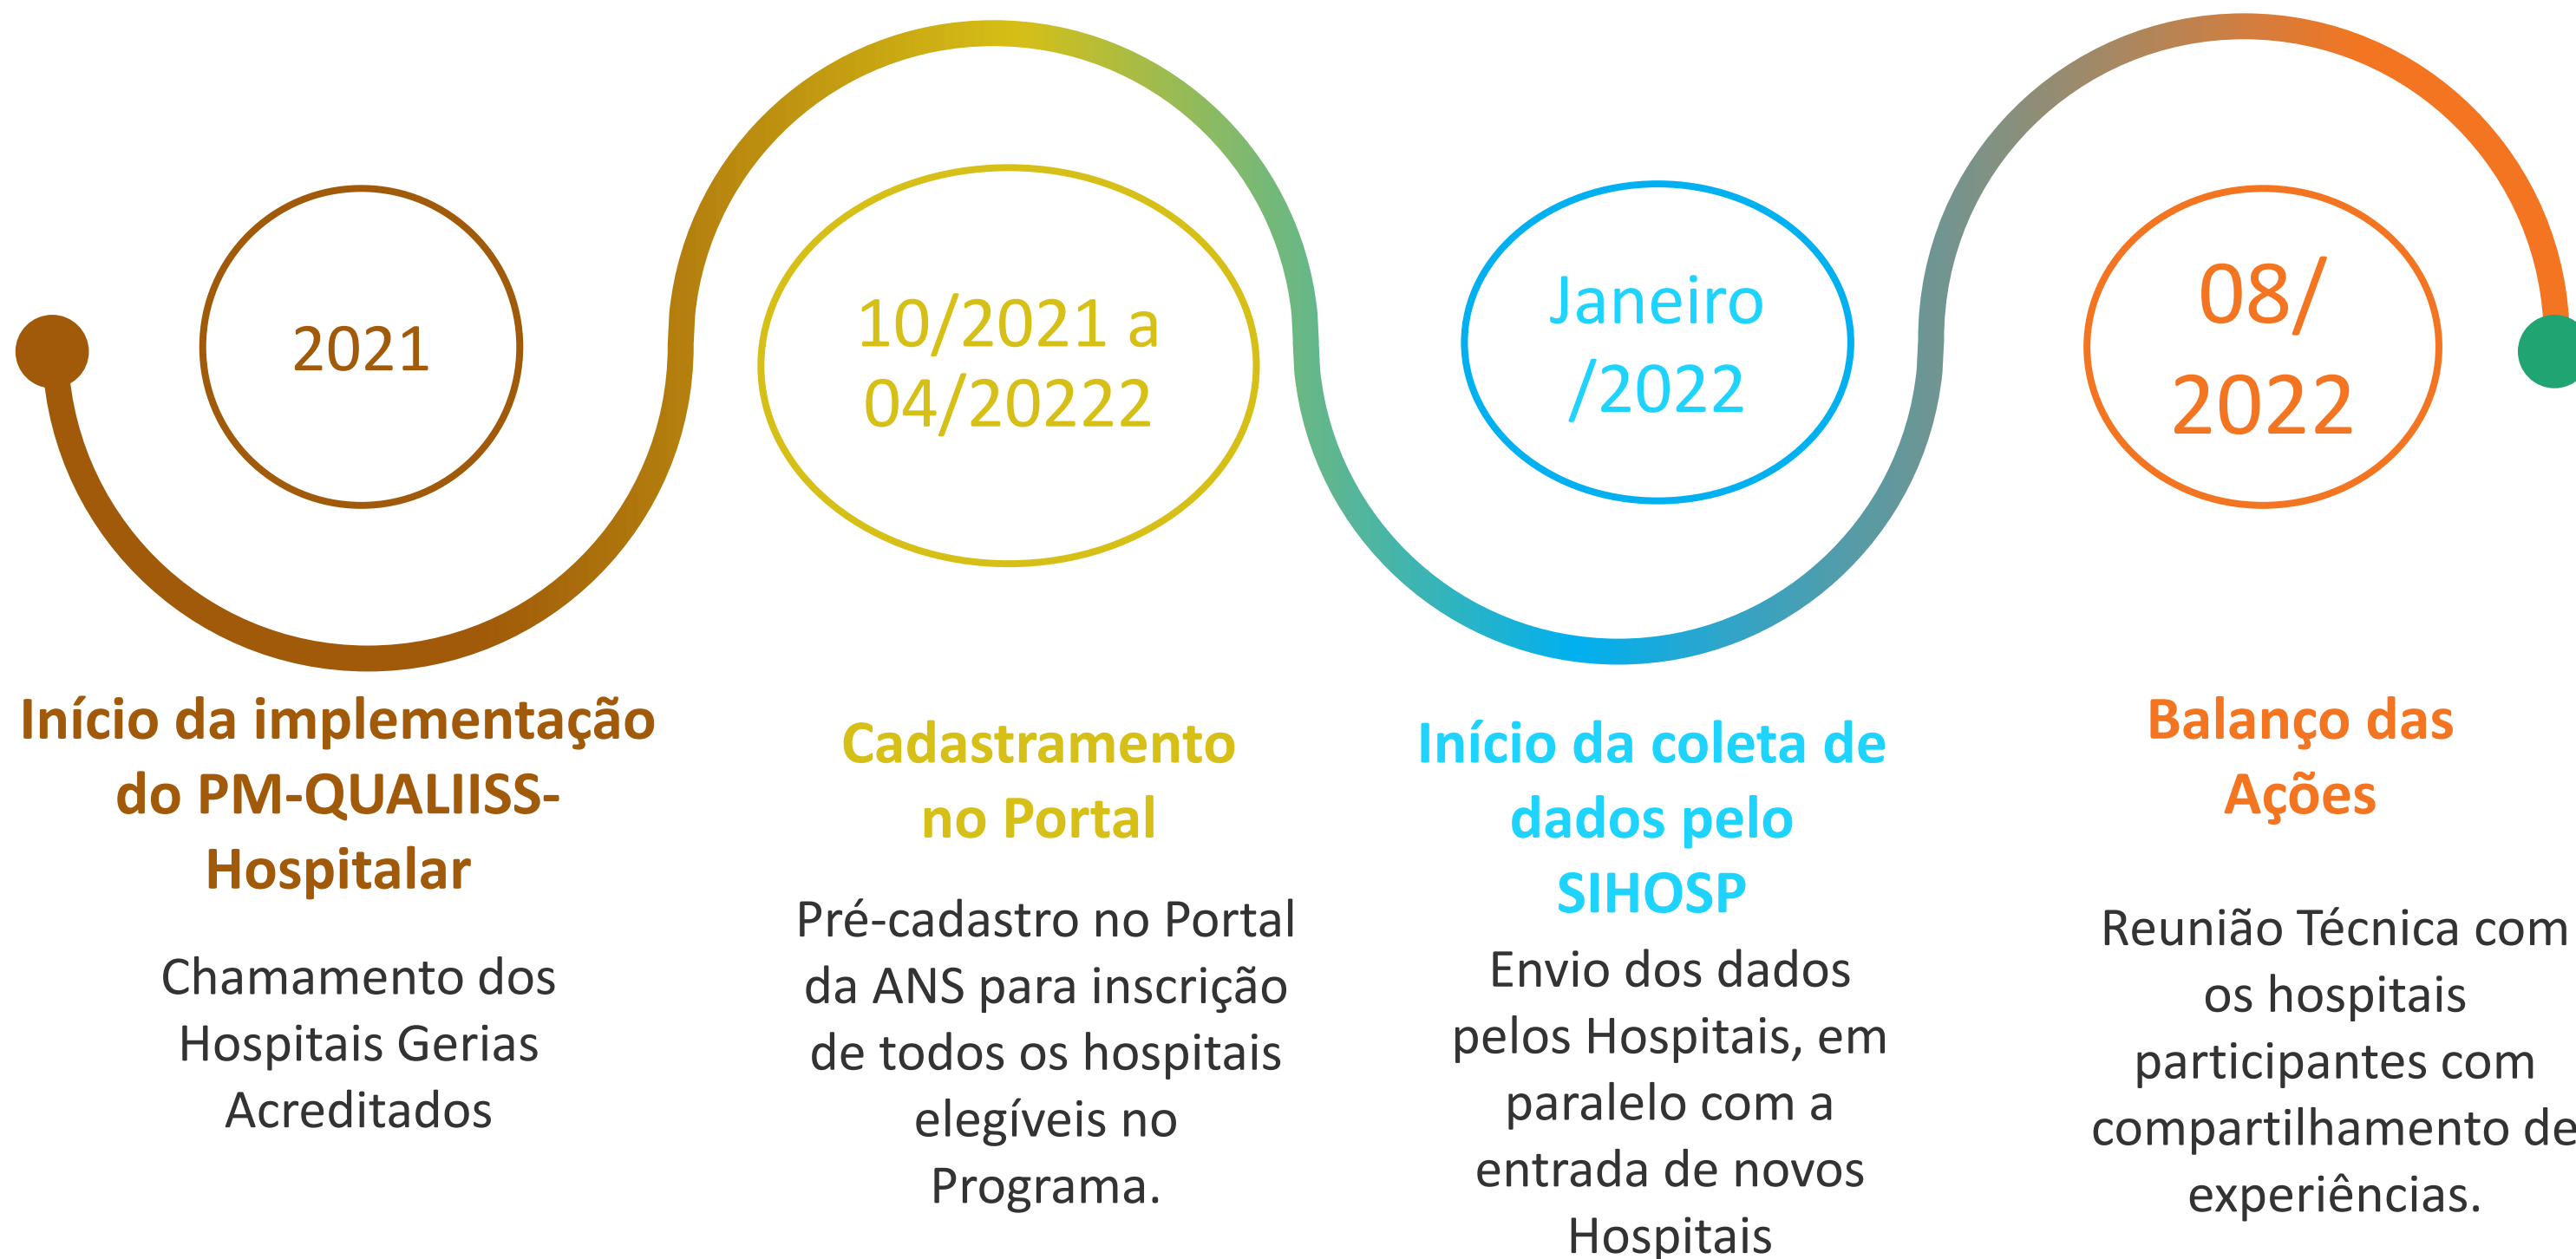 2021
10/2021 a
04/20222
Janeiro
/2022
08/
2022
Início da implementação
do PM-QUALIISS-
Hospitalar
Chamamento dos
Hospitais Gerias
Acreditados
Cadastramento
no Portal
Pré-cadastro no Portal
da ANS para inscrição
de todos os hospitais
elegíveis no
Programa.
Início da coleta de
dados pelo
SIHOSP
Envio dos dados
pelos Hospitais, em
paralelo com a
entrada de novos
Hospitais
Balanço das
Ações
Reunião Técnica com
os hospitais
participantes com
compartilhamento de
experiências.